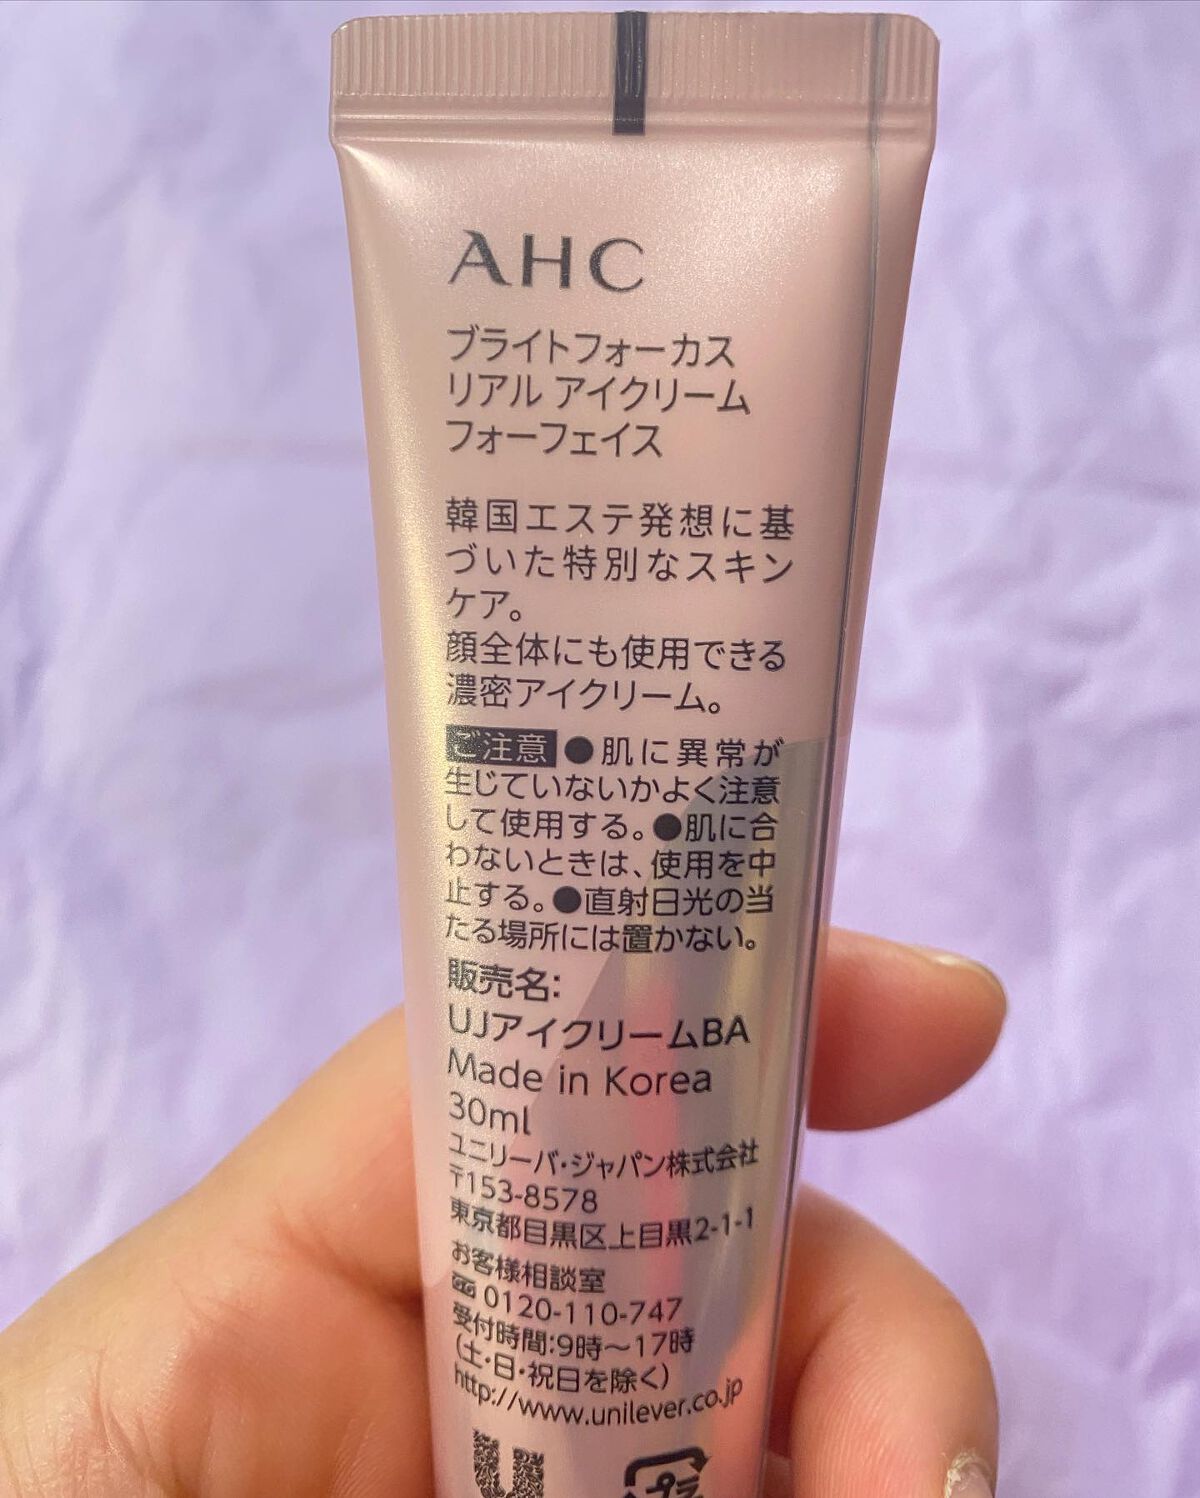 AHC
ブライトフォーカス
リアル アイクリーム
フォーフェイス
韓国エステ発想に基
づいた特別なスキン
ケア。
顔全体にも使用できる
濃密アイクリーム。
ご注意 ●肌に異常が
生じていないかよく注意
して使用する。●肌に合
わないときは、使用を中
止する。●直射日光の当
たる場所には置かない。
販売名:
UJアイクリームBA
Made in Korea
30ml
ユニリーバ・ジャパン株式会社
〒153-8578
東京都目黒区上目黒2-1-1
お客様相談室
0120-110-747
受付時間:9時～17時
(土・日・祝日を除く)
http://www.unilever.co.jp
プラ